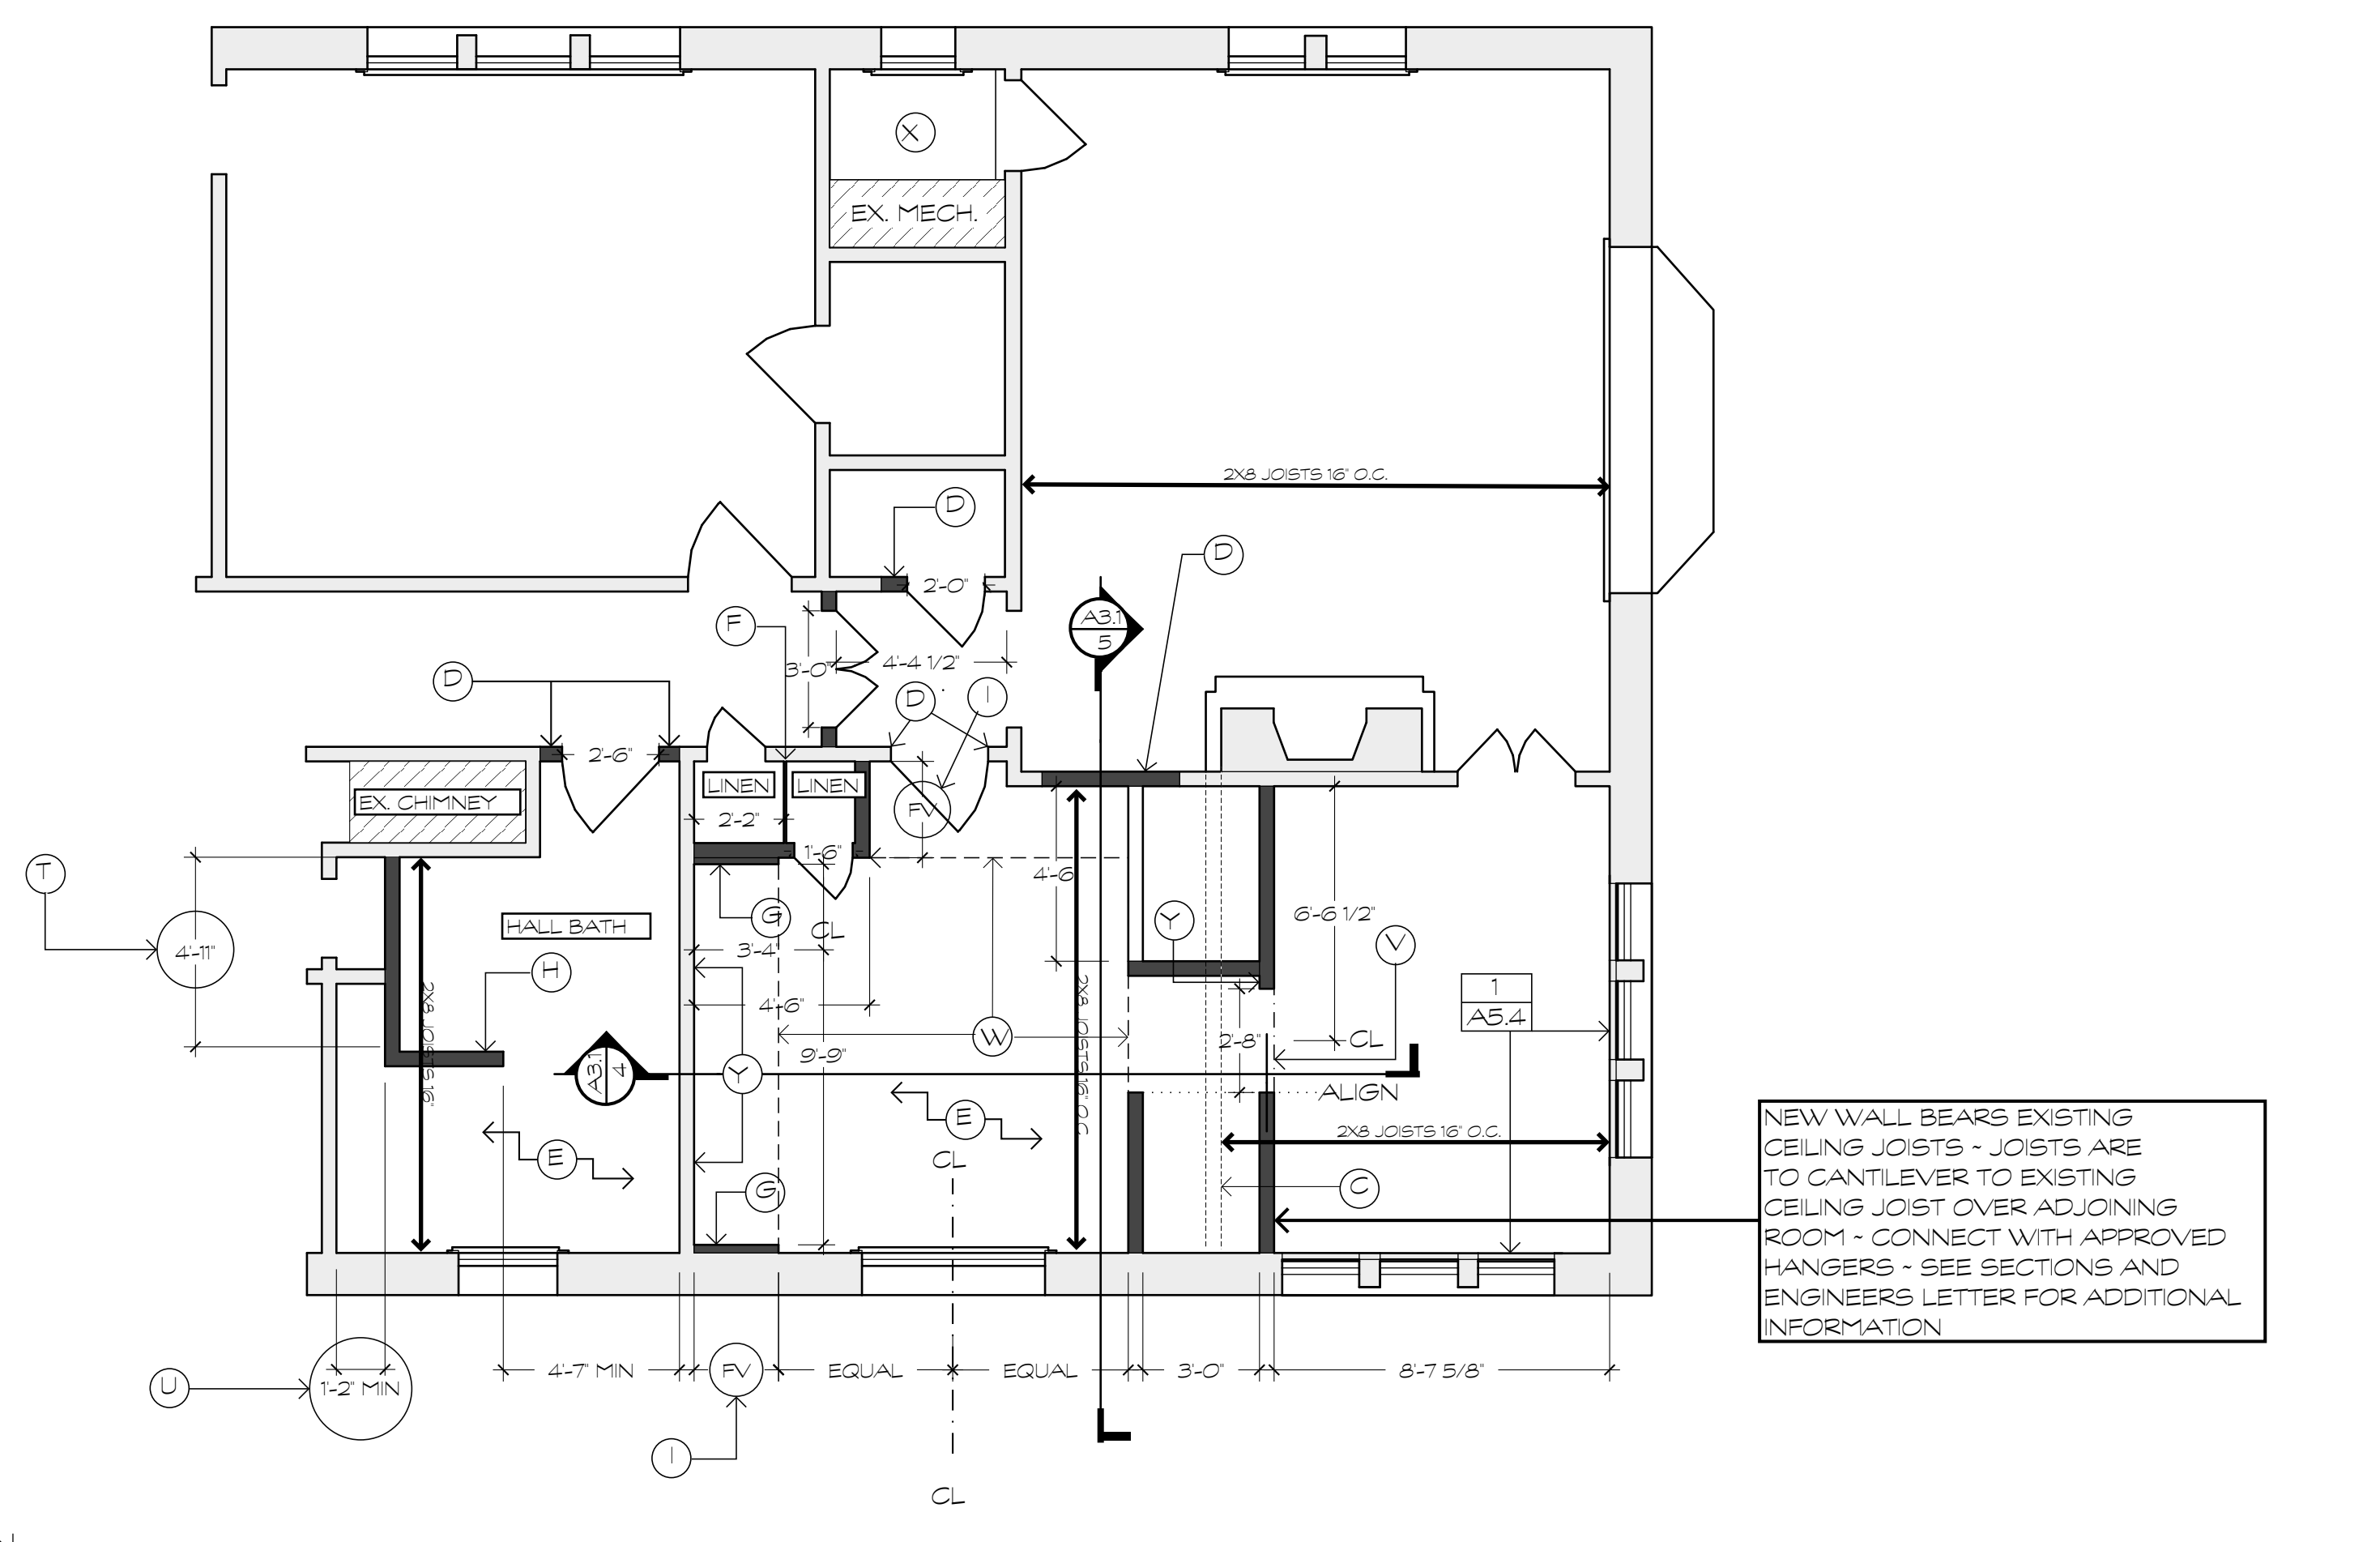 X
EX. MECH.
2X8 JOISTS 16" O.C.
D
D
2'-0"
A3.1
5
F
3'-0"
4'-4 1/2"
D
D
I
2'-6"
LINEN
LINEN
EX. CHIMNEY
FV
2'-2"
1'-6"
T
4'-6
G
Y
6'-6 1/2"
HALL BATH
CL
V
3'-4"
4'-11"
H
2X8 JOISTS 16"
2X8 JOISTS 16" O.C.
4'-6"
1
A5.4
W
2'-8"
CL
9'-9"
A3.1
4
Y
ALIGN
E
2X8 JOISTS 16" O.C.
E
CL
G
C
NEW WALL BEARS EXISTING
CEILING JOISTS ~ JOISTS ARE
TO CANTILEVER TO EXISTING
CEILING JOIST OVER ADJOINING
ROOM ~ CONNECT WITH APPROVED
HANGERS ~ SEE SECTIONS AND
ENGINEERS LETTER FOR ADDITIONAL
INFORMATION
U
1'-2" MIN
4'-7" MIN
FV
EQUAL
EQUAL
3'-0"
8'-7 5/8"
I
CL